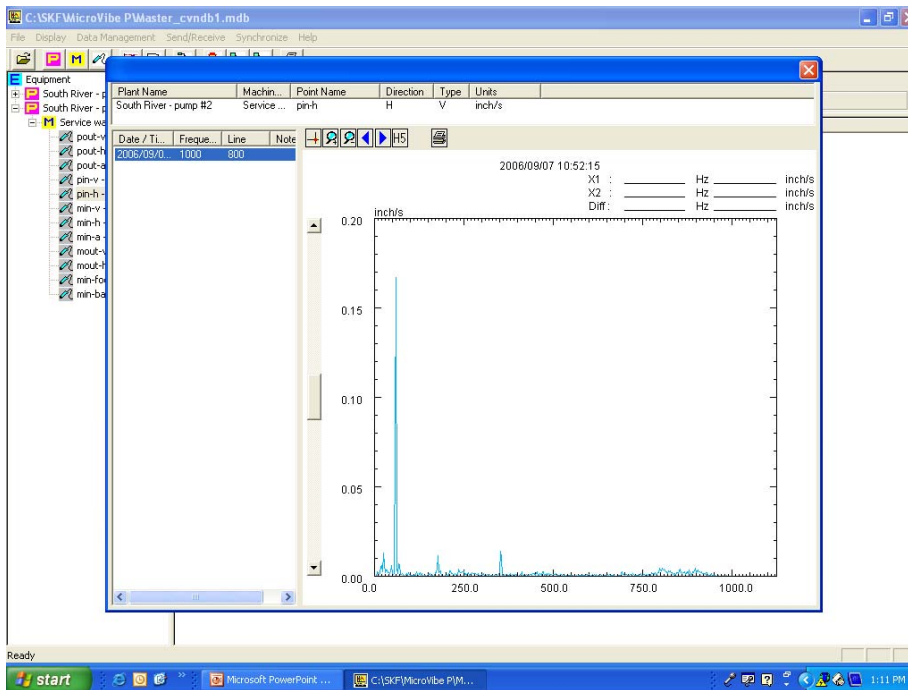 C:\SKF\MicroVibe P\Master_cvndb1.mdb
File Display Data Management Send/Receive Synchronize Help
Equipment
South River - p
South River - p
Service wa
pout-v
pout-h
pout-a
pin-v -
pin-h -
min-v -
min-h -
min-a -
mout-v
mout-h
min-fo
min-ba
Plant Name Machin... Point Name Direction Type Units
South River - pump #2 Service ... pin-h H V inch/s
Date / Ti... Freque... Line Note
2006/09/0... 1000 800
H5
2006/09/07 10:52:15
X1 : Hz inch/s
X2 : Hz inch/s
Diff : Hz inch/s
inch/s
0.20
0.15
0.10
0.05
0.00
0.0 250.0 500.0 750.0 1000.0
Ready
start Microsoft PowerPoint ... C:\SKF\MicroVibe P\M... 1:11 PM